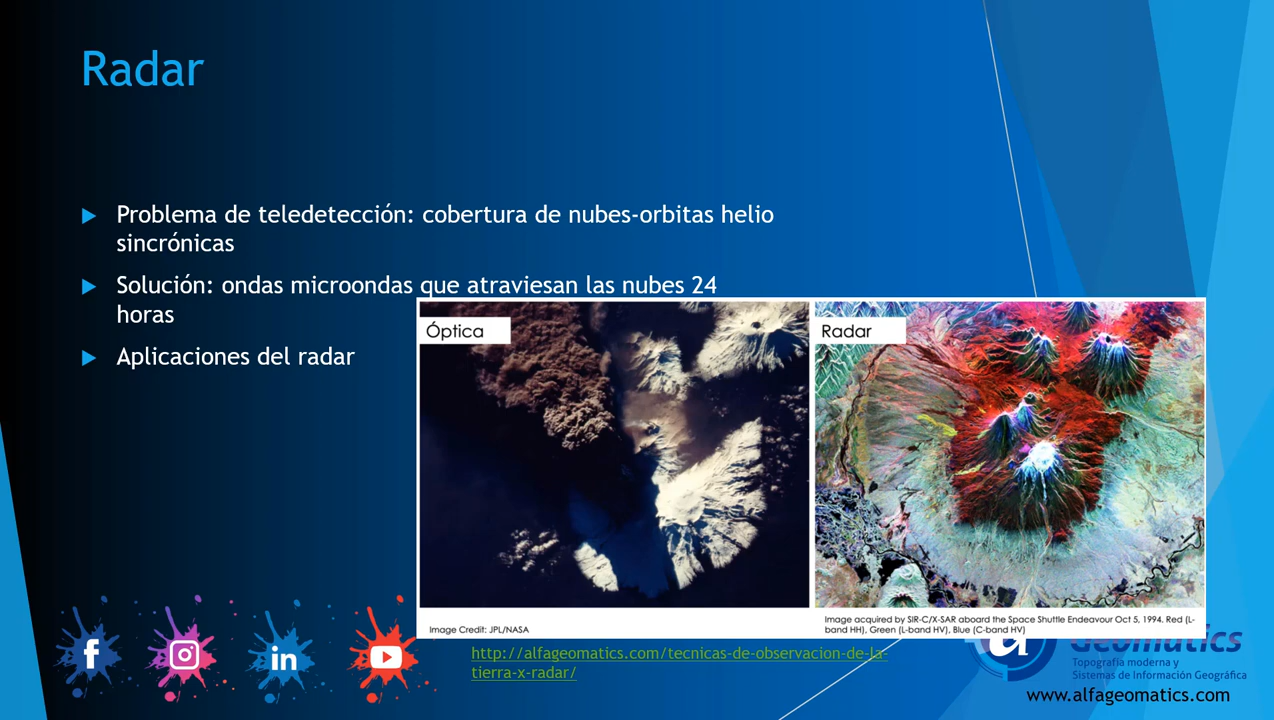 Radar
Problema de teledetección: cobertura de nubes-orbitas helio
sincrónicas
Solución: ondas microondas que atraviesan las nubes 24
horas
Aplicaciones del radar
Óptica
Radar
Image Credit: JPL/NASA
Image acquired by SIR-C/X-SAR aboard the Space Shuttle Endeavour Oct 5, 1994. Red (L-
band HH), Green (L-band HV), Blue (C-band HV)
f
in
http://alfageomatics.com/tecnicas-de-observacion-de-la-
tierra-x-radar/
a
Geomatics
Topografía moderna y
Sistemas de Información Geográfica
www.alfageomatics.com